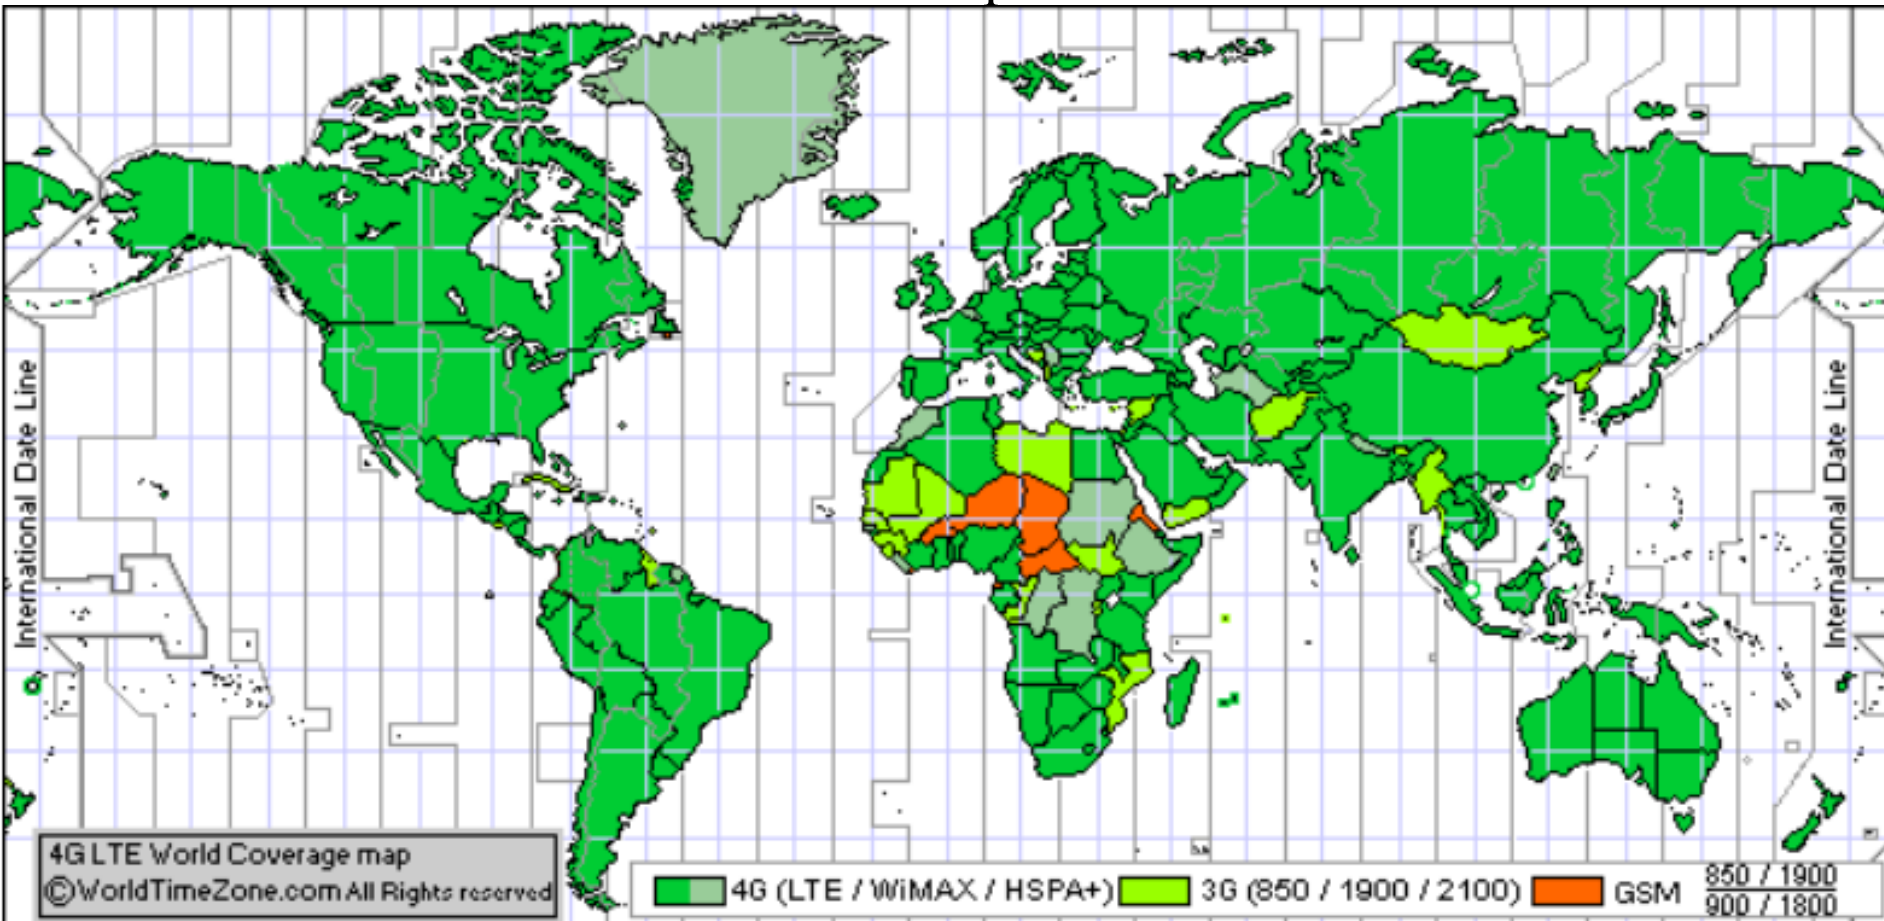 International Date Line
International Date Line
4G LTE World Coverage map
©WorldTimeZone.com All Rights reserved
4G (LTE / WiMAX / HSPA+) 3G (850 / 1900 / 2100) GSM 850 / 1900
900 / 1800